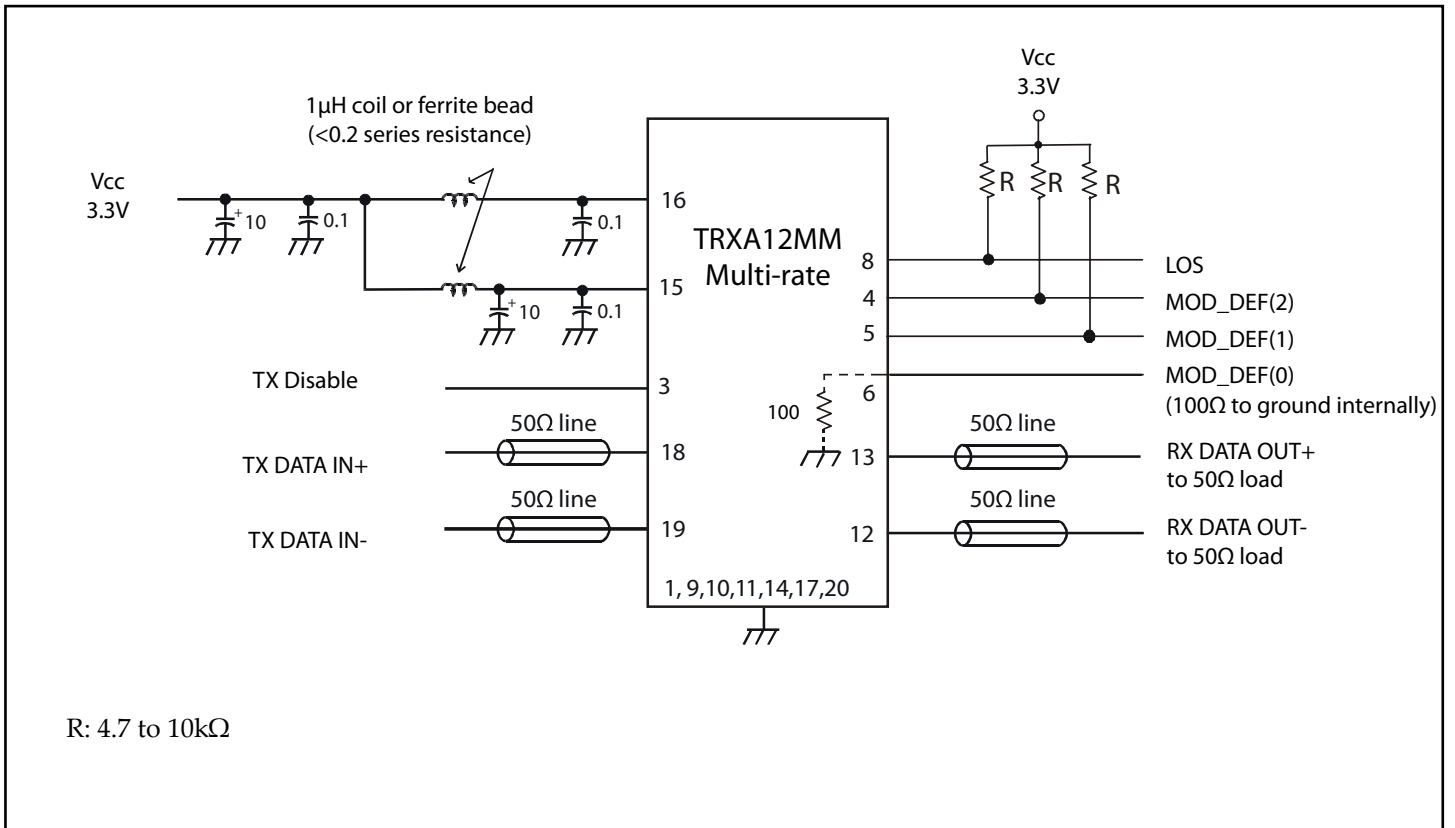 1µH coil or ferrite bead
(<0.2 series resistance)
Vcc
3.3V
+
10
0.1
0.1
+
10
0.1
16
15
TX Disable
3
50Ω line
TX DATA IN+
18
50Ω line
TX DATA IN-
19
TRXA12MM
Multi-rate
1, 9,10,11,14,17,20
Vcc
3.3V
R
R
R
8
LOS
4
MOD_DEF(2)
5
MOD_DEF(1)
6
MOD_DEF(0)
(100Ω to ground internally)
100
50Ω line
13
RX DATA OUT+
to 50Ω load
50Ω line
12
RX DATA OUT-
to 50Ω load
R: 4.7 to 10kΩ